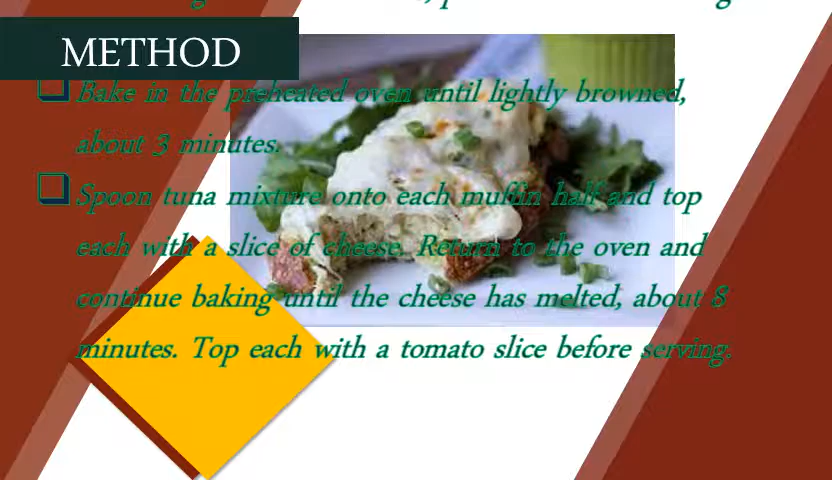 METHOD
Bake in the preheated oven until lightly browned,
about 3 minutes.
Spoon tuna mixture onto each muffin half and top
each with a slice of cheese. Return to the oven and
continue baking until the cheese has melted, about 8
minutes. Top each with a tomato slice before serving.